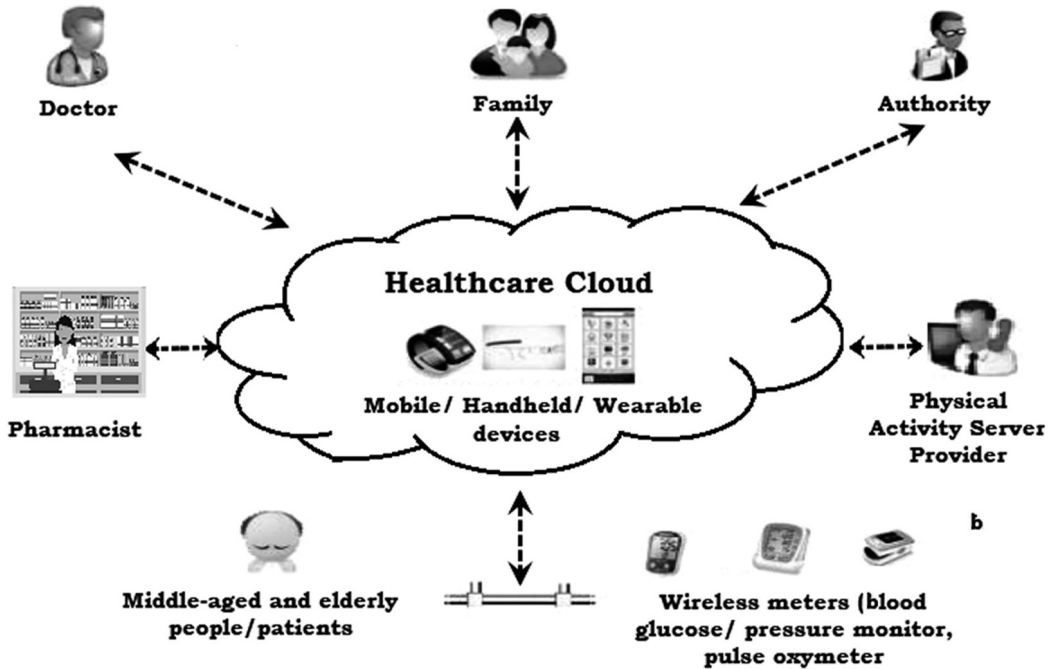 Doctor
Family
Authority
Healthcare Cloud
Mobile/ Handheld/ Wearable
devices
Pharmacist
Physical
Activity Server
Provider
b
Middle-aged and elderly
people/patients
Wireless meters (blood
glucose/ pressure monitor,
pulse oxymeter